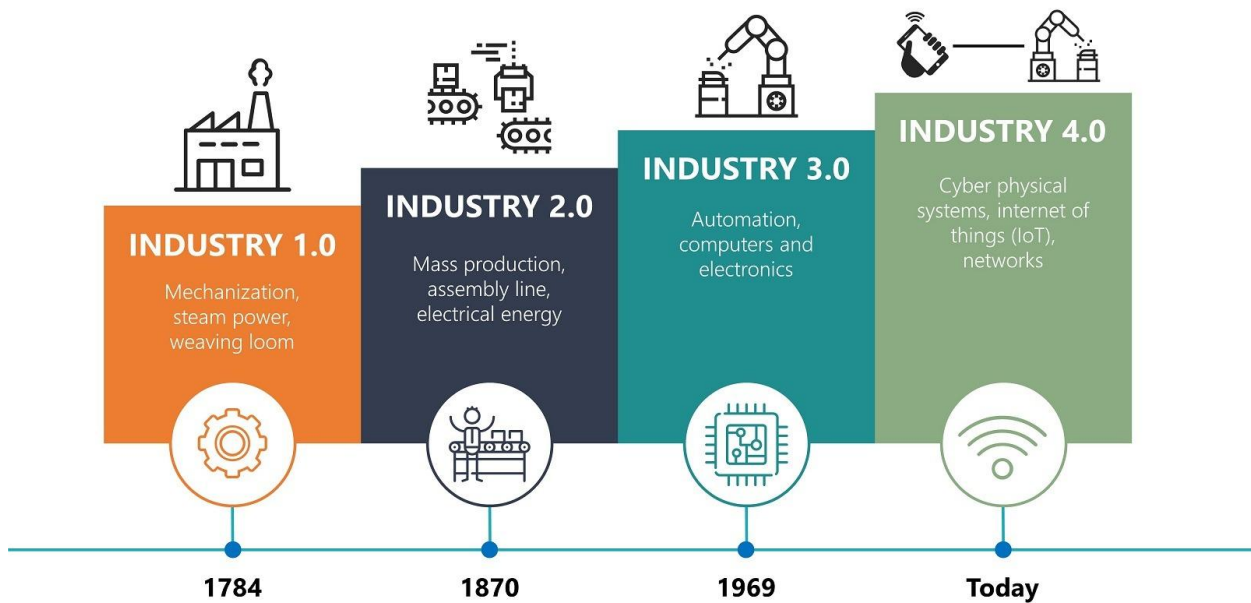 INDUSTRY 1.0
Mechanization,
steam power,
weaving loom
INDUSTRY 2.0
Mass production,
assembly line,
electrical energy
INDUSTRY 3.0
Automation,
computers and
electronics
INDUSTRY 4.0
Cyber physical
systems, internet of
things (IoT),
networks
1784
1870
1969
Today